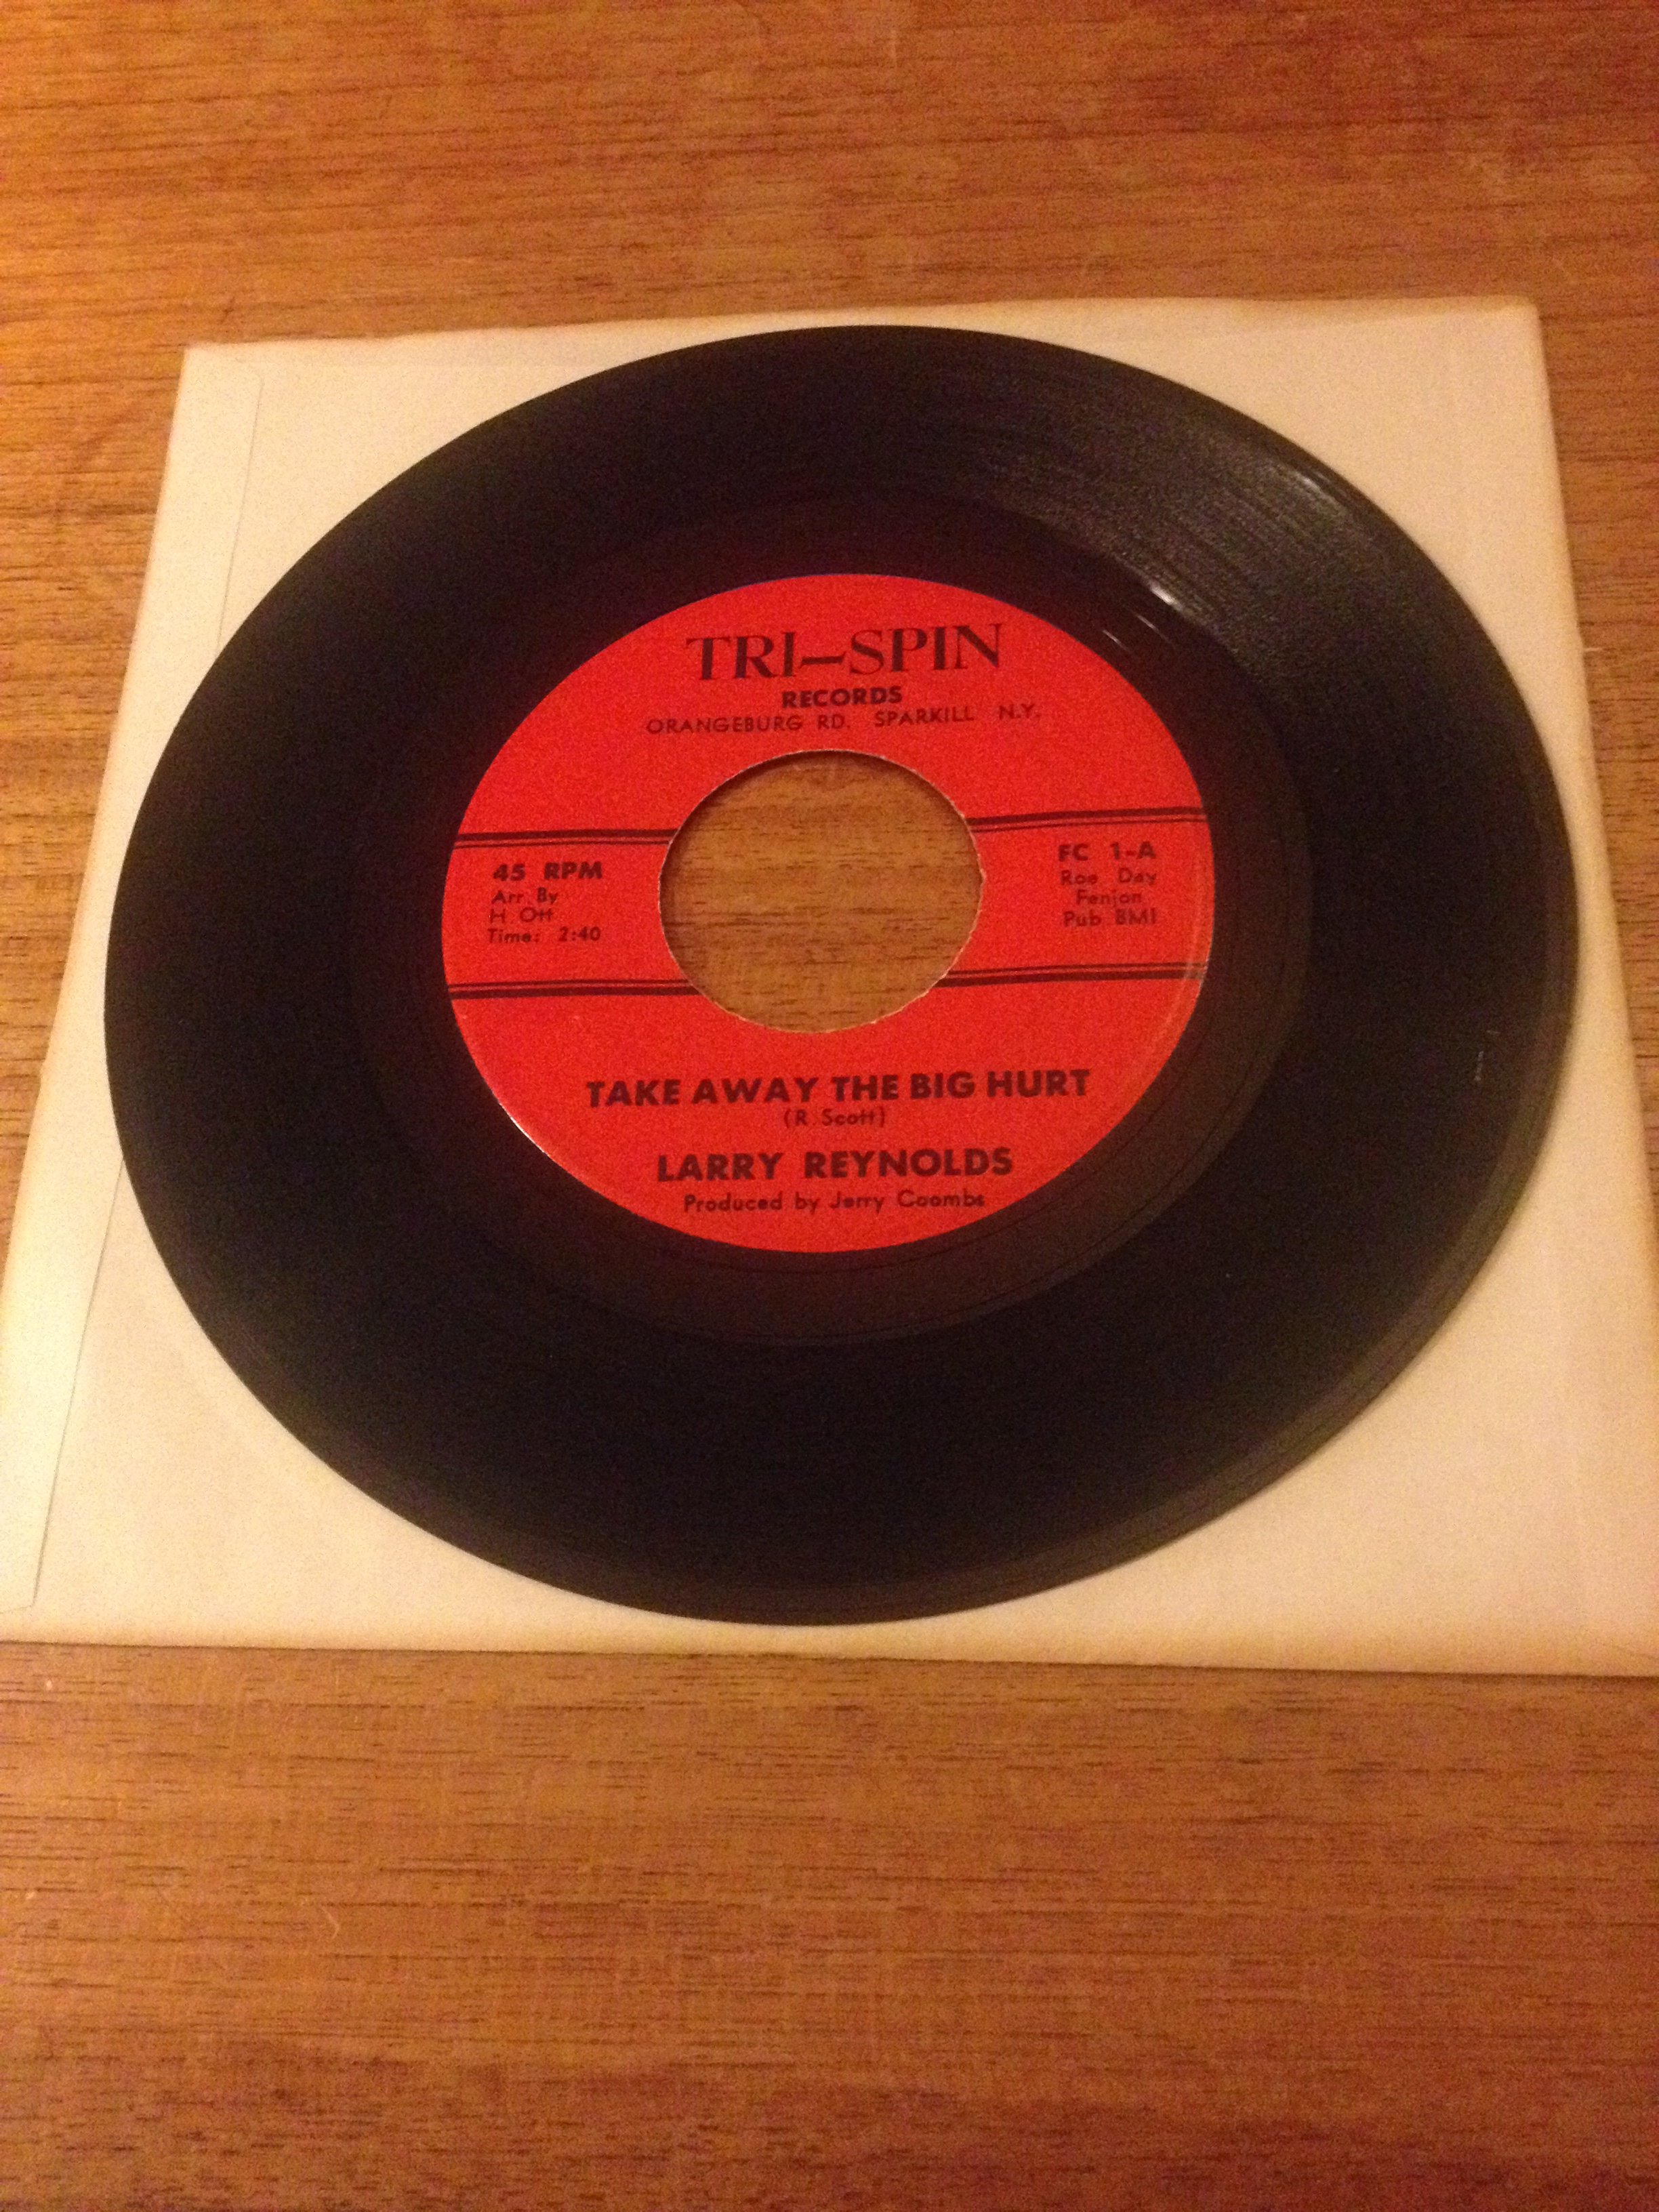 TRI-SPIN
RECORDS
ORANGEBURG RD. SPARKILL N.Y.
45 RPM
Arr By
H Ott
Time: 2:40
FC 1-A
Roe Day
Fenjon
Pub BMI
TAKE AWAY THE BIG HURT
(R Scott)
LARRY REYNOLDS
Produced by Jerry Coombs